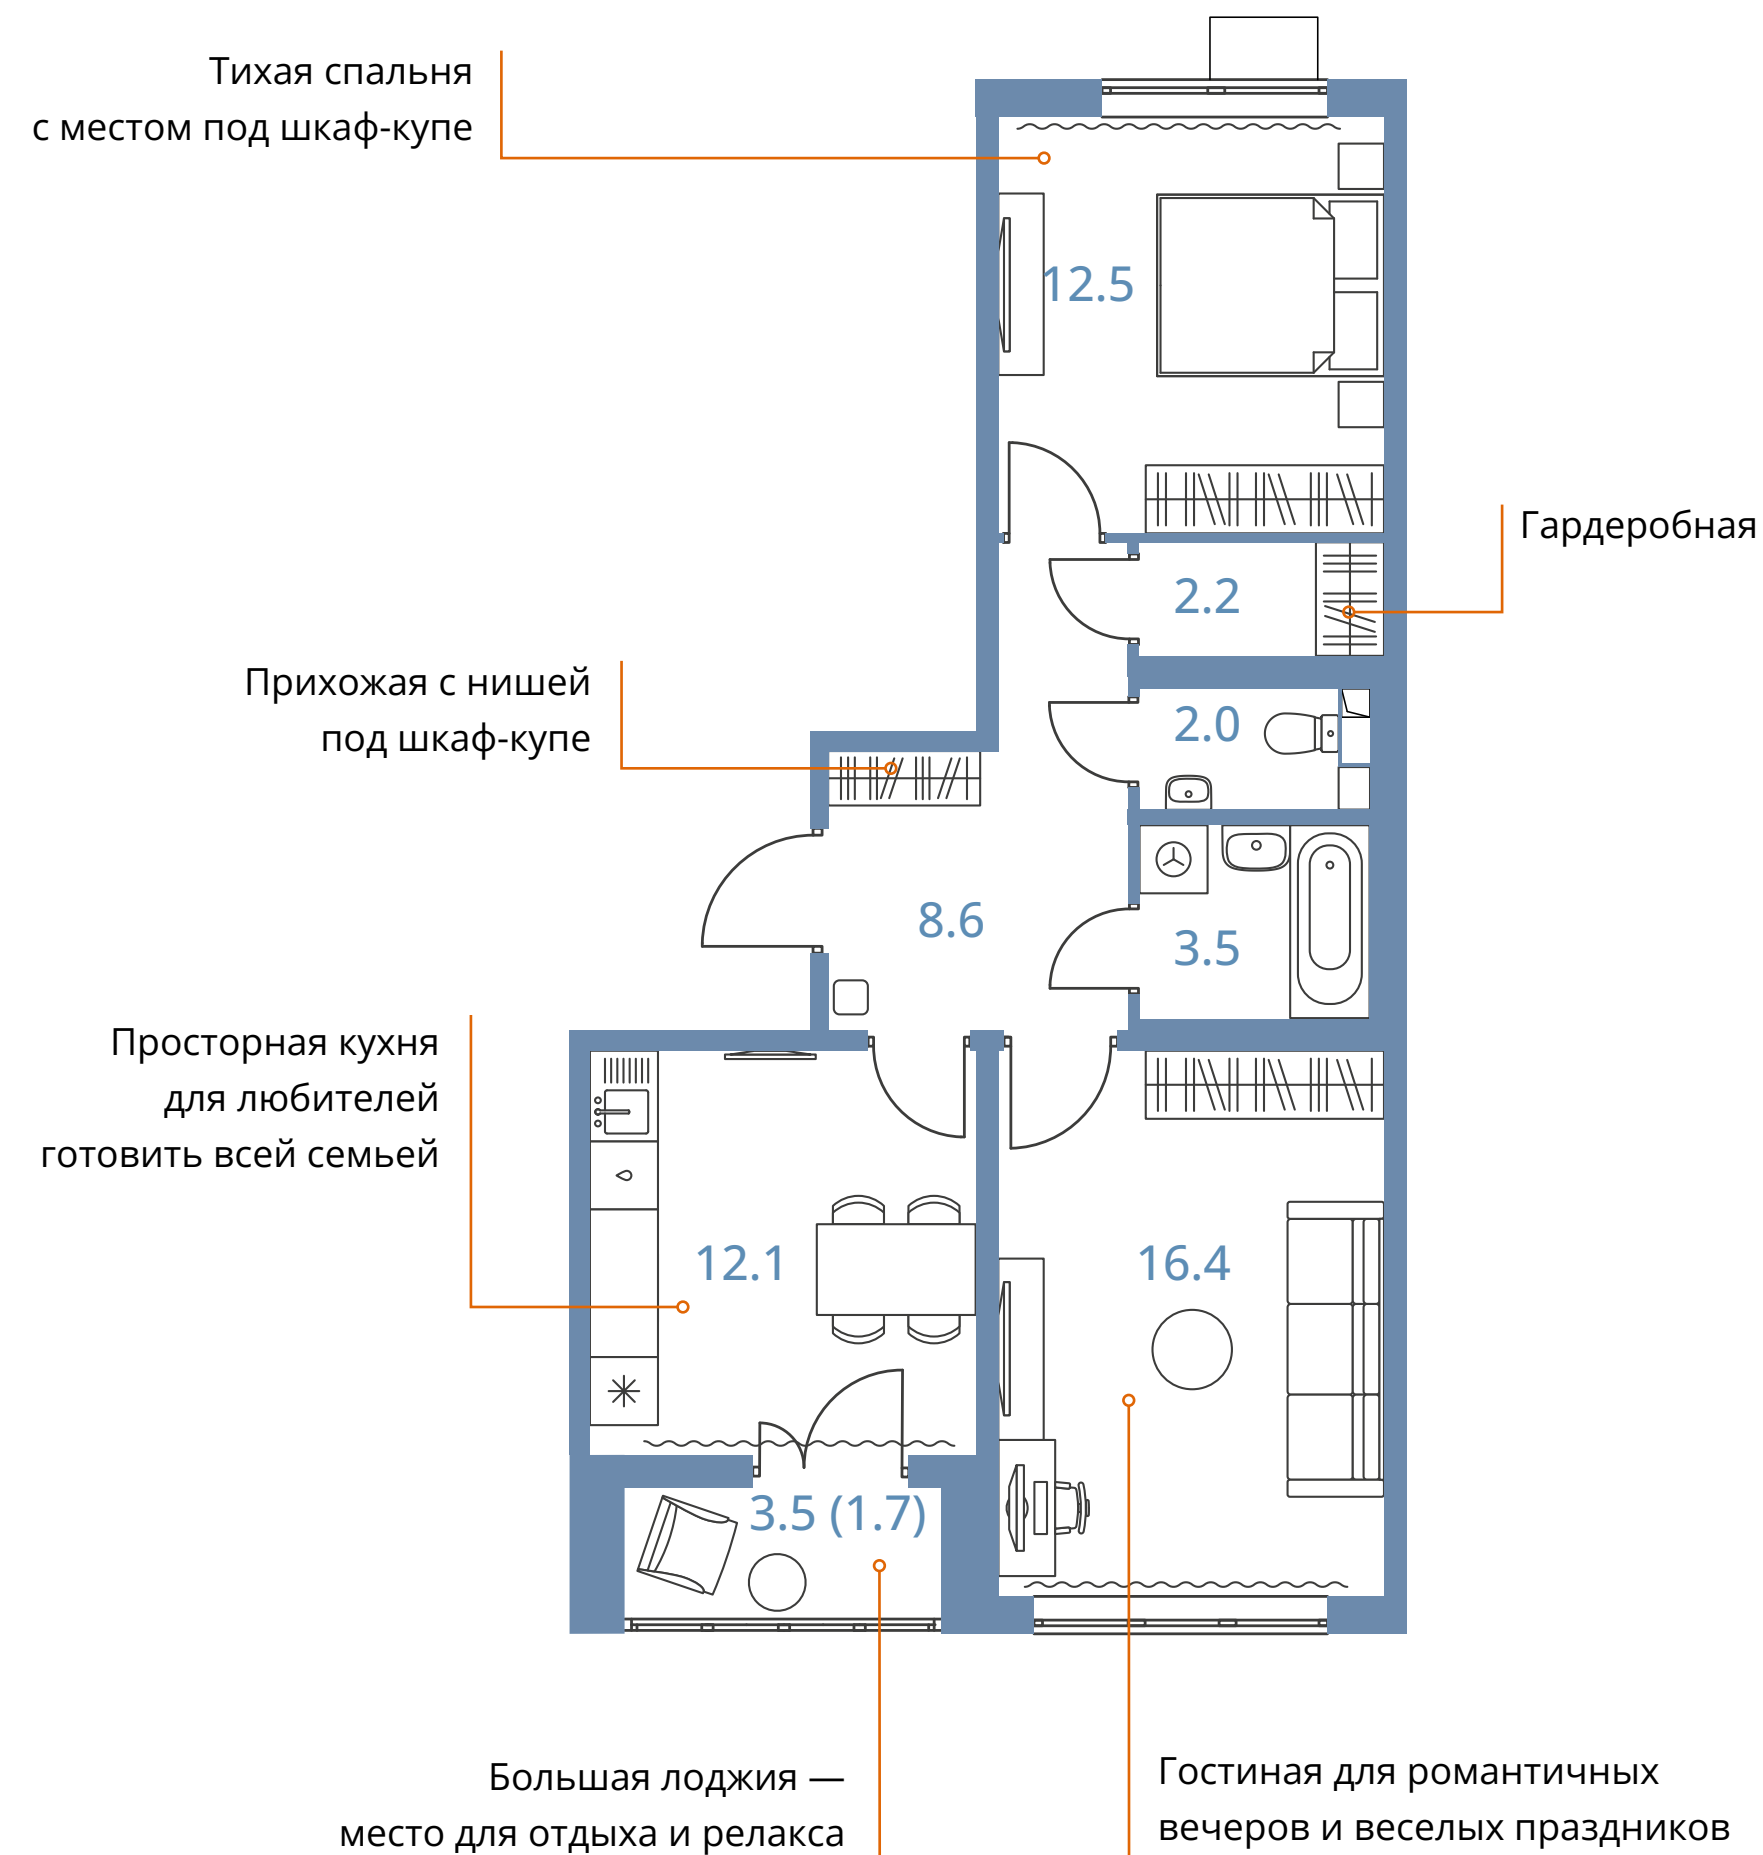 Тихая спальня
с местом под шкаф-купе
12.5
Гардеробная
2.2
Прихожая с нишей
под шкаф-купе
2.0
8.6
3.5
Просторная кухня
для любителей
готовить всей семьей
12.1
16.4
3.5 (1.7)
Большая лоджия —
место для отдыха и релакса
Гостиная для романтичных
вечеров и веселых праздников